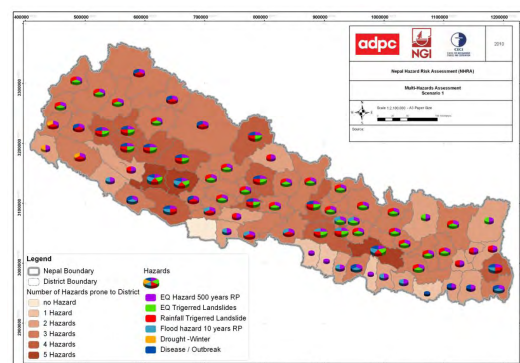 400000 500000 600000 700000 800000 900000 1000000 1100000 1200000
adpc
NGI
2010
Nepal Hazard Risk Assessment (NHRA)
Multi-Hazards Assessment
Scenario 1
Source
Legend
Nepal Boundary
District Boundary
Number of Hazards prone to District
no Hazard
1 Hazard
2 Hazards
3 Hazards
4 Hazards
5 Hazards
Hazards
EQ Hazard 500 years RP
EQ Trigerred Landslides
Rainfall Trigerred Landslide
Flood hazard 10 years RP
Drought -Winter
Disease / Outbreak